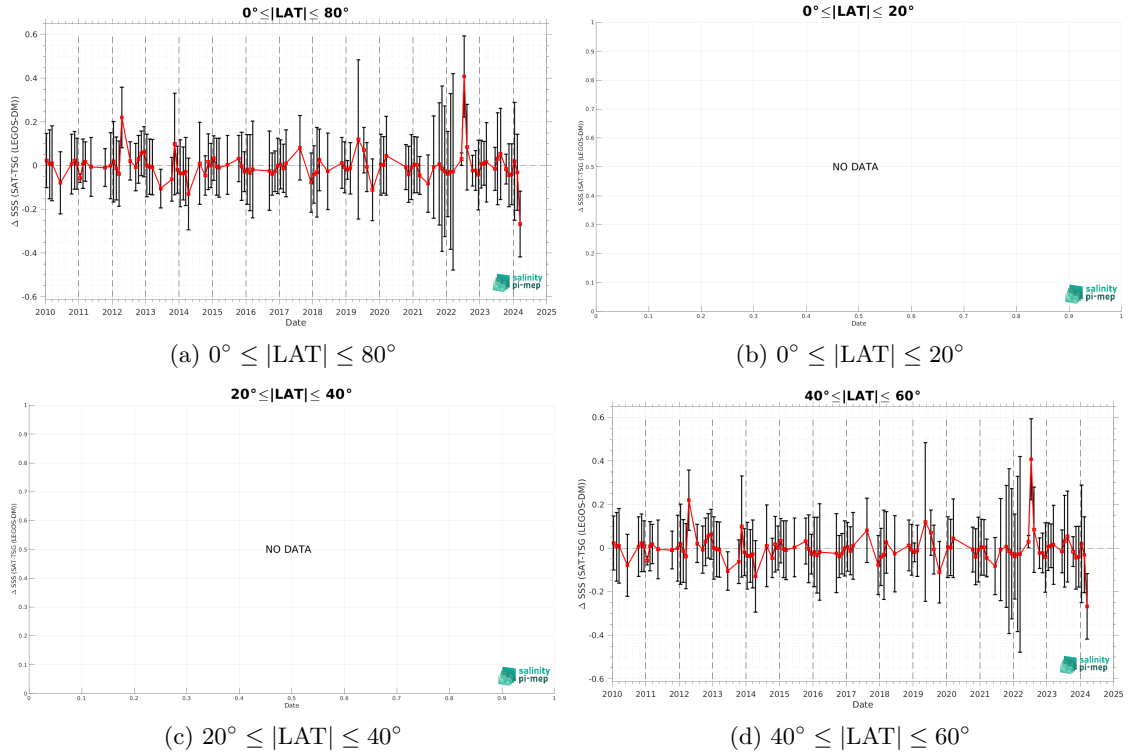 0°≤|LAT|≤ 80°
Δ SSS (SAT-TSG (LEGOS-DM))
0.6
0.4
0.2
0
-0.2
-0.4
-0.6
salinity
pi-mep
2010 2011 2012 2013 2014 2015 2016 2017 2018 2019 2020 2021 2022 2023 2024 2025
Date
(a) 0° ≤ |LAT| ≤ 80°
0°≤|LAT|≤ 20°
Δ SSS (SAT-TSG (LEGOS-DM))
1
0.9
0.8
0.7
0.6
0.5
0.4
0.3
0.2
0.1
0
NO DATA
salinity
pi-mep
0 0.1 0.2 0.3 0.4 0.5 0.6 0.7 0.8 0.9 1
Date
(b) 0° ≤ |LAT| ≤ 20°
20°≤|LAT|≤ 40°
Δ SSS (SAT-TSG (LEGOS-DM))
1
0.9
0.8
0.7
0.6
0.5
0.4
0.3
0.2
0.1
0
NO DATA
salinity
pi-mep
0 0.1 0.2 0.3 0.4 0.5 0.6 0.7 0.8 0.9 1
Date
(c) 20° ≤ |LAT| ≤ 40°
40°≤|LAT|≤ 60°
Δ SSS (SAT-TSG (LEGOS-DM))
0.6
0.4
0.2
0
-0.2
-0.4
-0.6
salinity
pi-mep
2010 2011 2012 2013 2014 2015 2016 2017 2018 2019 2020 2021 2022 2023 2024 2025
Date
(d) 40° ≤ |LAT| ≤ 60°